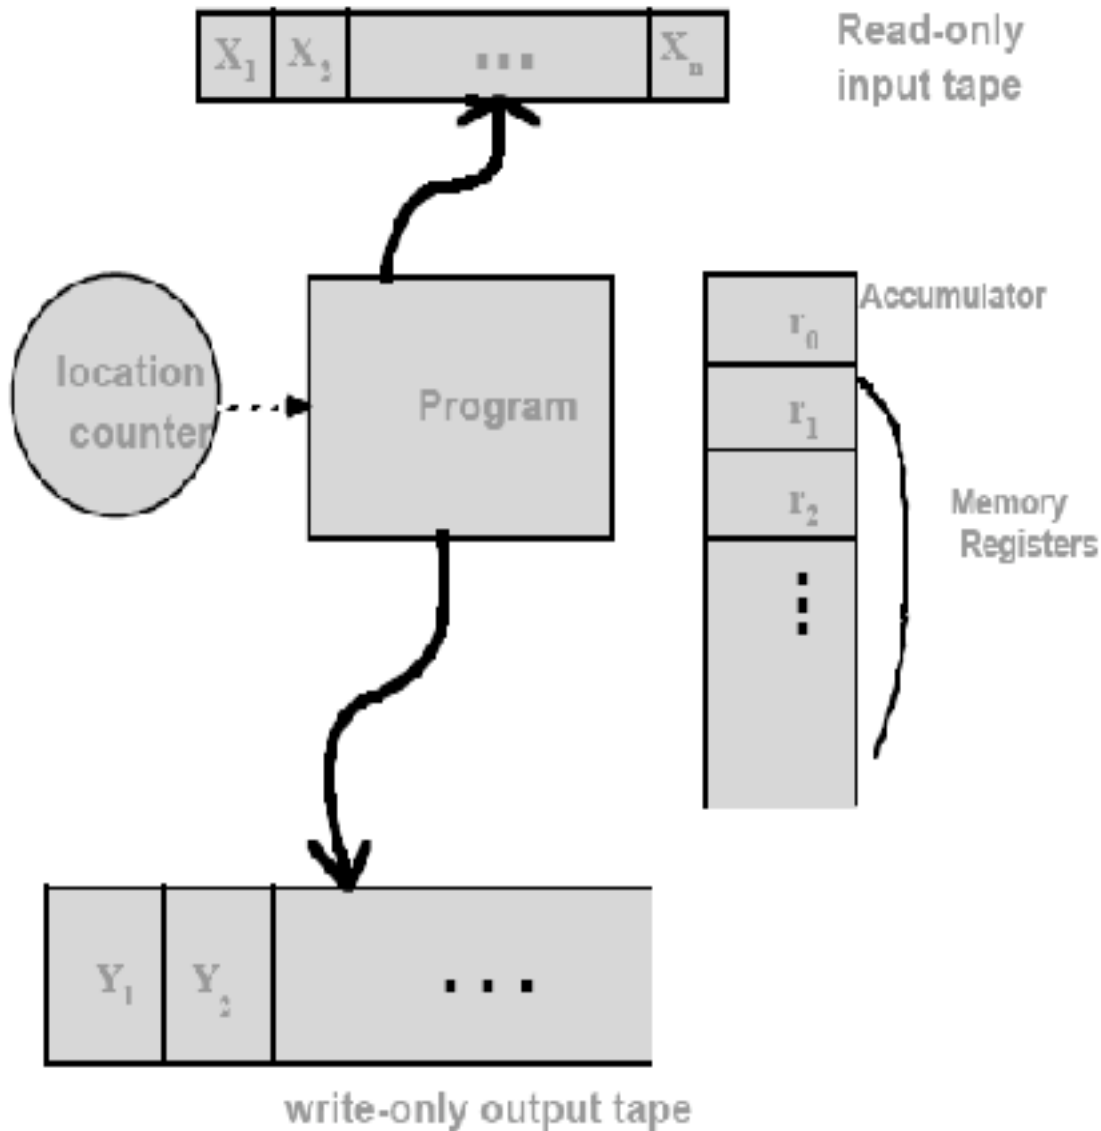 X₁ X₂ ... Xₙ
Read-only
input tape
location
counter
Program
r₀
Accumulator
r₁
r₂
⋮
Memory
Registers
Y₁ Y₂ ...
write-only output tape